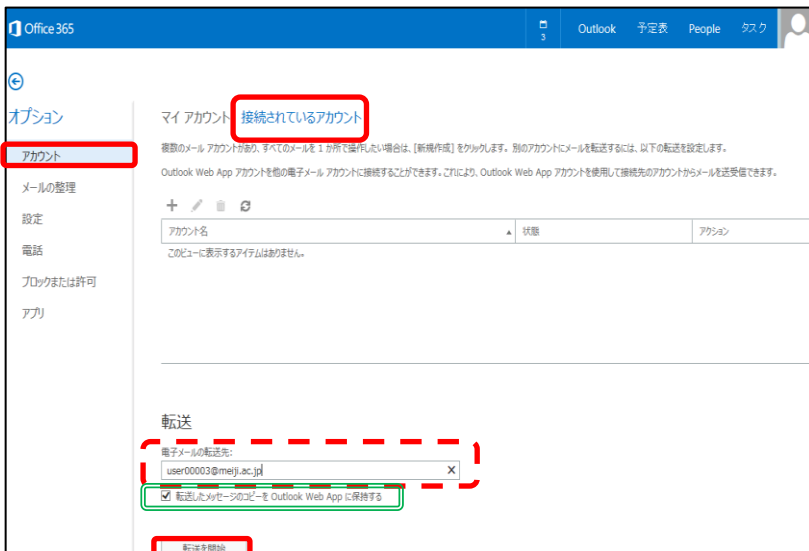 Office 365
3
Outlook 予定表 People タスク
オプション
アカウント
メールの整理
設定
電話
ブロックまたは許可
アプリ
マイ アカウント 接続されているアカウント
複数のメール アカウントがあり、すべてのメールを 1 か所で操作したい場合は、[新規作成] をクリックします。別のアカウントにメールを転送するには、以下の転送を設定します。
Outlook Web App アカウントを他の電子メール アカウントに接続することができます。これにより、Outlook Web App アカウントを使用して接続先のアカウントからメールを送受信できます。
アカウント名 状態 アクション
このビューに表示するアイテムはありません。
転送
電子メールの転送先:
user00003@meiji.ac.jp
転送したメッセージのコピーを Outlook Web App に保持する
転送を開始